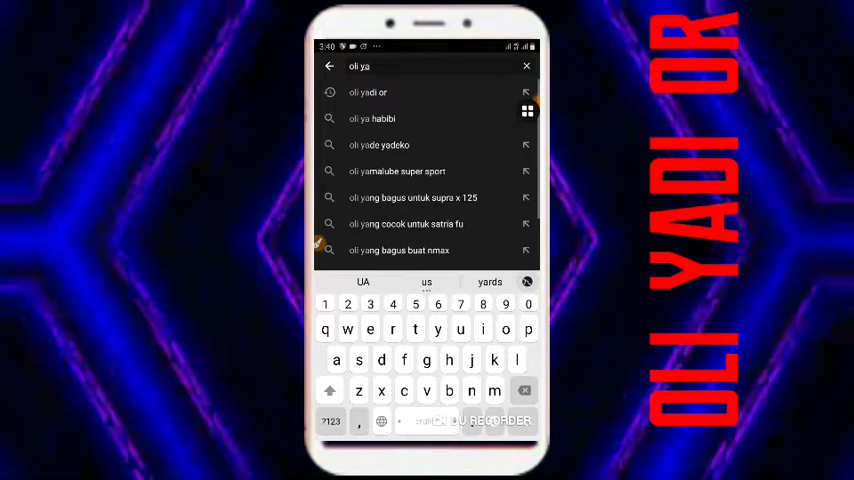 3:40
oli ya
oli yadi or
oli ya habibi
oli yade yadeko
oli yamalube super sport
oli yang bagus untuk supra x 125
oli yang cocok untuk satria fu
oli yang bagus buat nmax
UA us yards
1 2 3 4 5 6 7 8 9 0
q w e r t y u i o p
a s d f g h j k l
z x c v b n m
?123 ,
DU RECORDER
OLI YADI OR